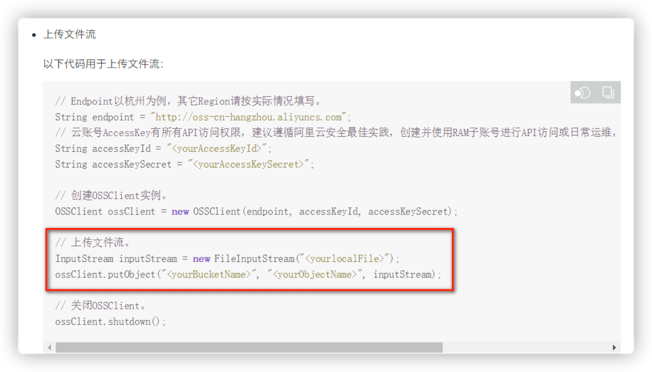 上传文件流
以下代码用于上传文件流:
// Endpoint以杭州为例，其它Region请按实际情况填写。
String endpoint = "http://oss-cn-hangzhou.aliyuncs.com";
// 云账号AccessKey有所有API访问权限，建议遵循阿里云安全最佳实践，创建并使用RAM子账号进行API访问或日常运维，
String accessKeyId = "<yourAccessKeyId>";
String accessKeySecret = "<yourAccessKeySecret>";
// 创建OSSClient实例。
OSSClient ossClient = new OSSClient(endpoint, accessKeyId, accessKeySecret);
// 上传文件流。
InputStream inputStream = new FileInputStream("<yourlocalFile>");
ossClient.putObject("<yourBucketName>", "<yourObjectName>", inputStream);
// 关闭OSSClient。
ossClient.shutdown();